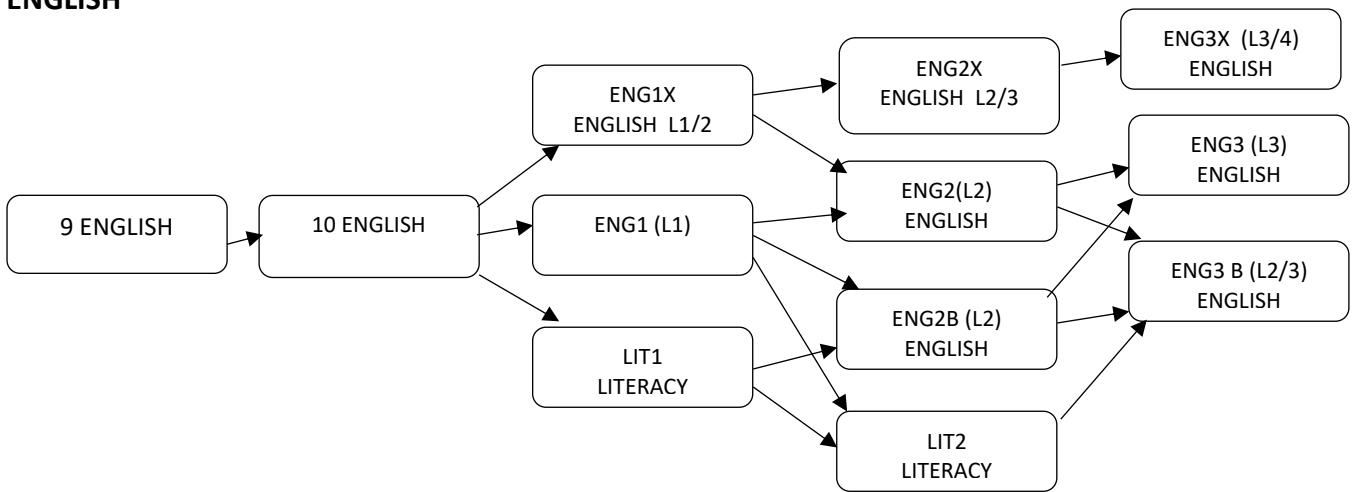 ENGLISH
9 ENGLISH
10 ENGLISH
ENG1X
ENGLISH L1/2
ENG1 (L1)
LIT1
LITERACY
ENG2X
ENGLISH L2/3
ENG2(L2)
ENGLISH
ENG2B (L2)
ENGLISH
LIT2
LITERACY
ENG3X (L3/4)
ENGLISH
ENG3 (L3)
ENGLISH
ENG3 B (L2/3)
ENGLISH